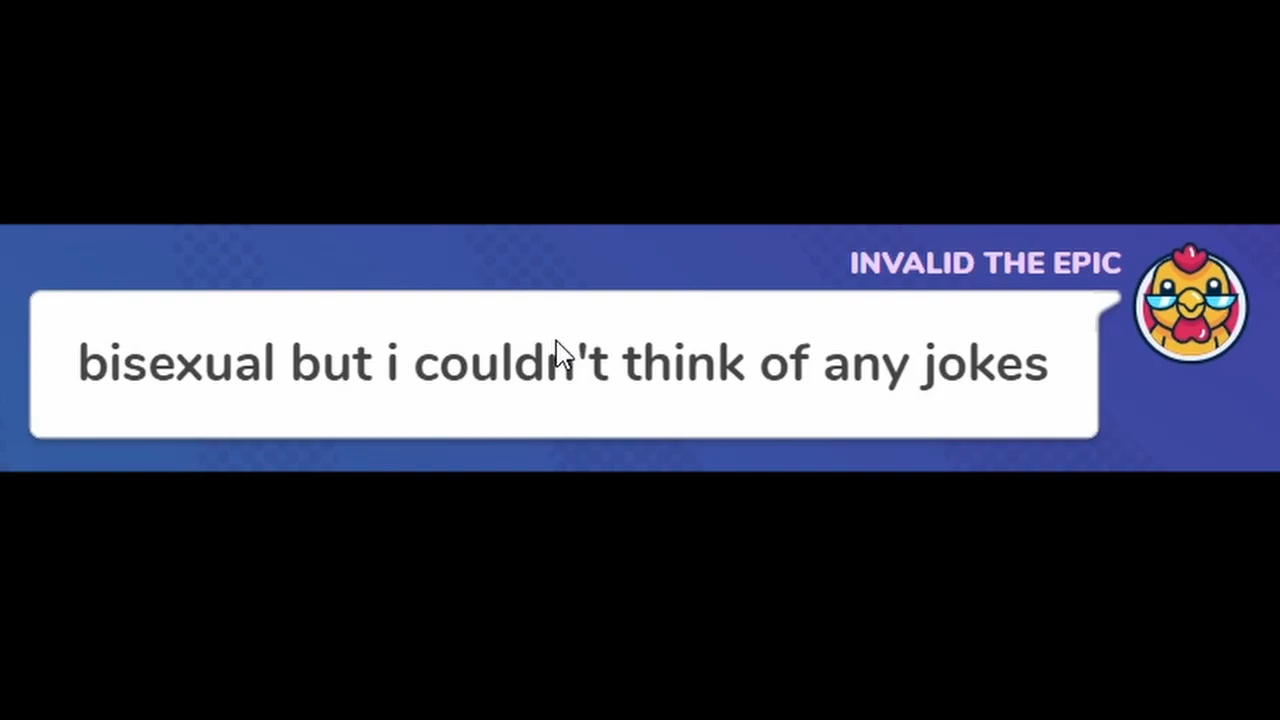 INVALID THE EPIC
bisexual but i couldn't think of any jokes